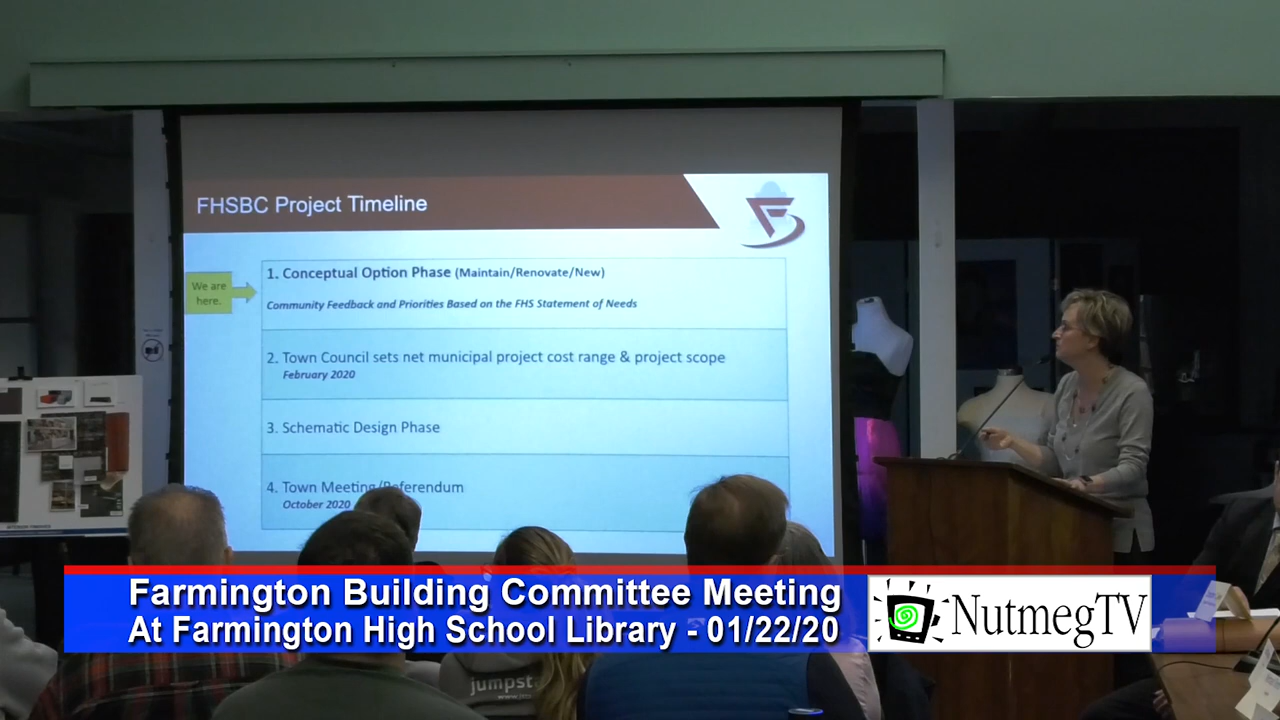 FHSBC Project Timeline
F
We are
here.
1. Conceptual Option Phase (Maintain/Renovate/New)
Community Feedback and Priorities Based on the FHS Statement of Needs
2. Town Council sets net municipal project cost range & project scope
February 2020
3. Schematic Design Phase
4. Town Meeting/Referendum
October 2020
jumpst
Farmington Building Committee Meeting
At Farmington High School Library - 01/22/20
NutmegTV